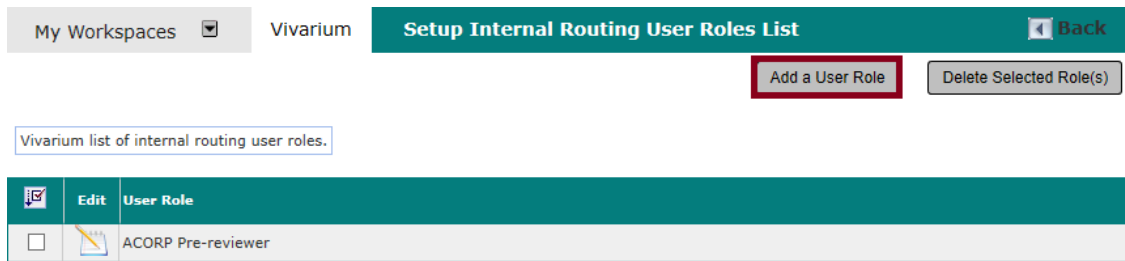 My Workspaces Vivarium Setup Internal Routing User Roles List Back
Add a User Role Delete Selected Role(s)
Vivarium list of internal routing user roles.
Edit User Role
ACORP Pre-reviewer